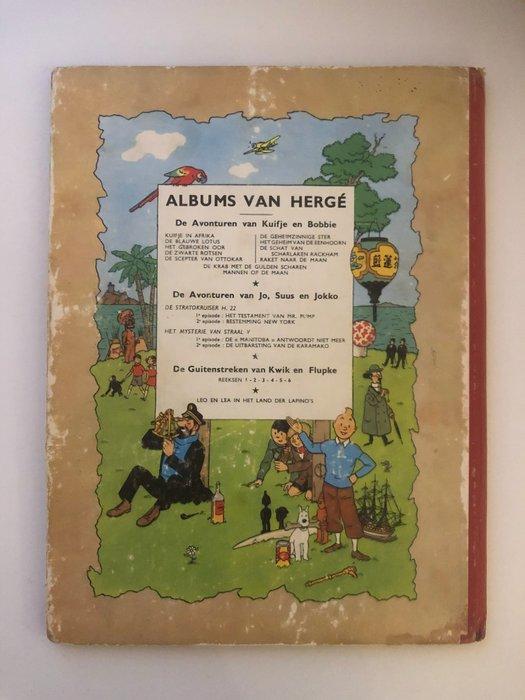 ALBUMS VAN HERGÉ
De Avonturen van Kuifje en Bobbie
KUIFJE IN AFRIKA
DE BLAUWE LOTUS
HET GEBROKEN OOR
DE ZWARTE ROTSEN
DE SCEPTER VAN OTTOKAR
DE GEHEIMZINNIGE STER
HET GEHEIM VAN DE EENHOORN
DE SCHAT VAN
SCHARLAKEN RACKHAM
RAKET NAAR DE MAAN
DE KRAB MET DE GULDEN SCHAREN
MANNEN OP DE MAAN
De Avonturen van Jo, Suus en Jokko
DE STRATOKRUISER H. 22
1e episode : HET TESTAMENT VAN MR. PUMP
2e episode : BESTEMMING NEW YORK
HET MYSTERIE VAN STRAAL V
1e episode : DE « MANITOBA » ANTWOORDT NIET MEER
2e episode : DE UITBARSTING VAN DE KARAMAKO
De Guitenstreken van Kwik en Flupke
REEKSEN 1 - 2 - 3 - 4 - 5 - 6
LEO EN LEA IN HET LAND DER LAPINO'S